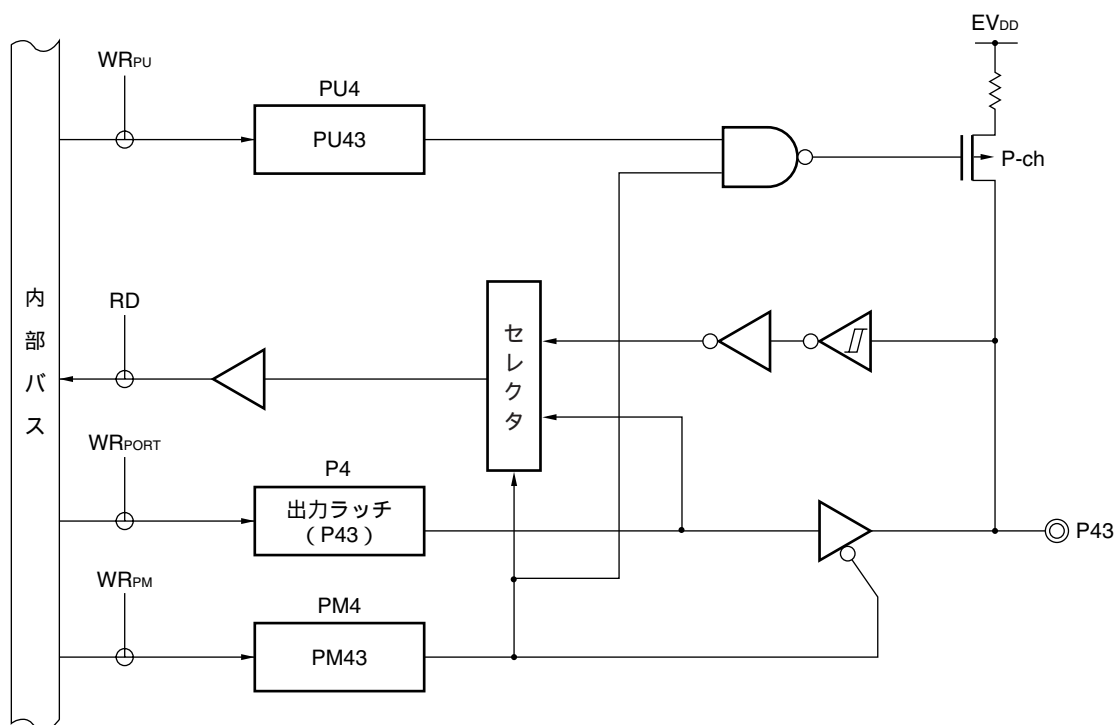 EVDD
WRPU
PU4
PU43
P-ch
内部バス
RD
セレクタ
WRPORT
P4
出力ラッチ
（P43）
P43
WRPM
PM4
PM43